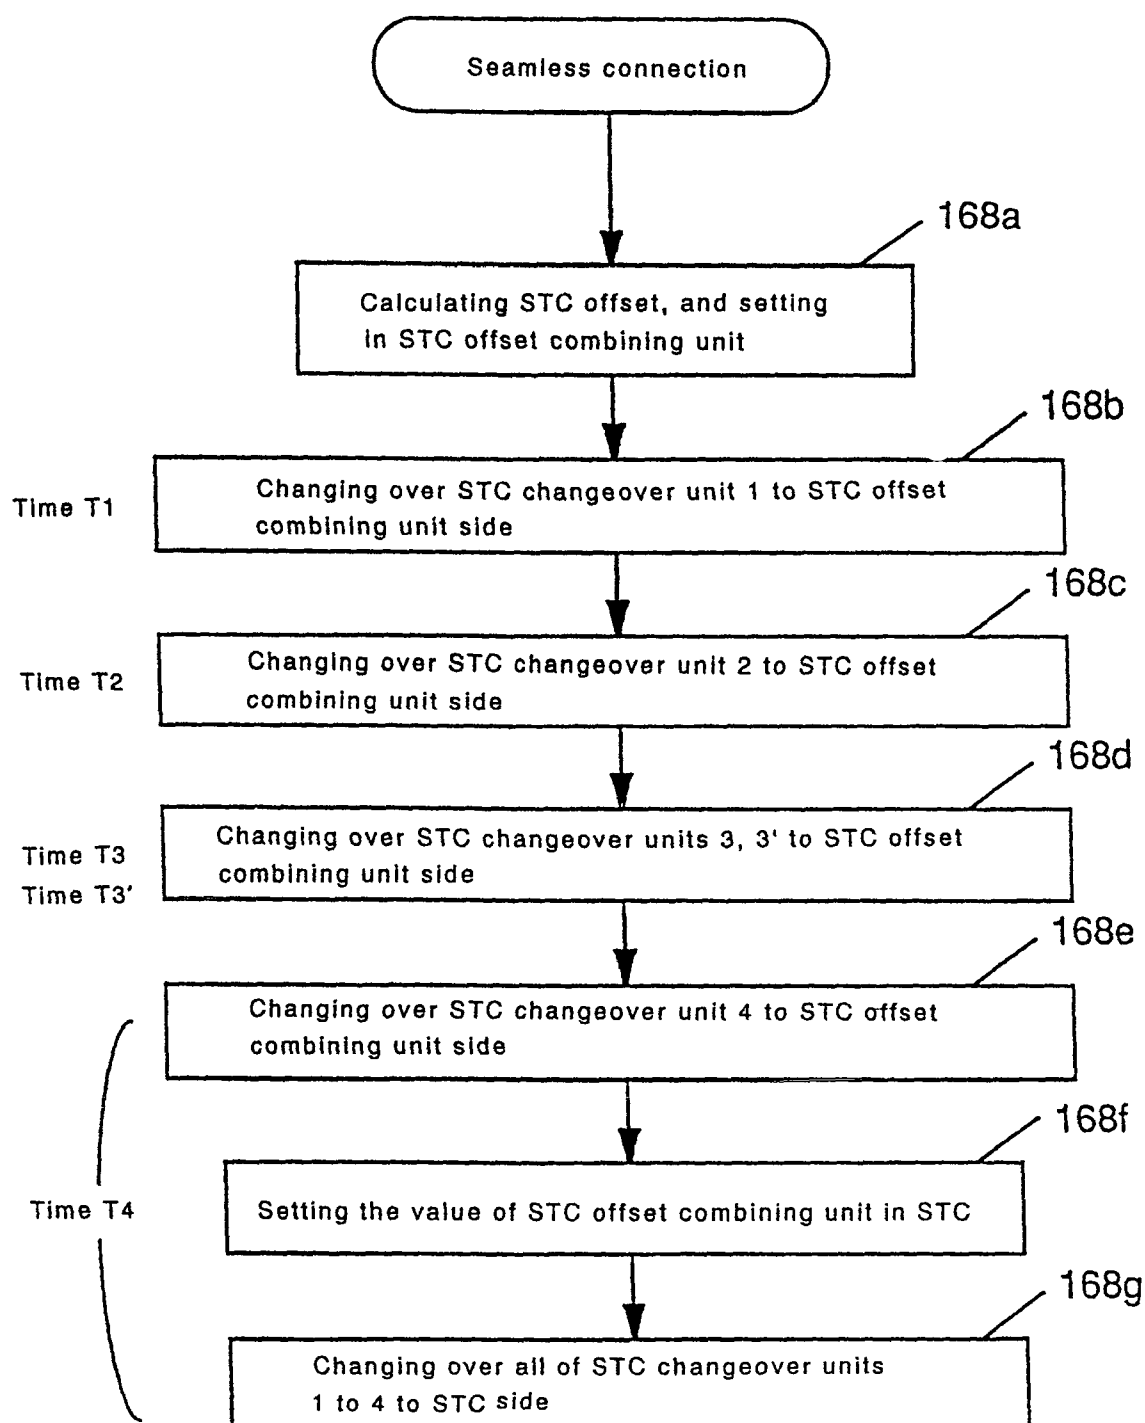 Seamless connection
168a
Calculating STC offset, and setting
in STC offset combining unit
168b
Time T1
Changing over STC changeover unit 1 to STC offset
combining unit side
168c
Time T2
Changing over STC changeover unit 2 to STC offset
combining unit side
168d
Time T3
Time T3'
Changing over STC changeover units 3, 3' to STC offset
combining unit side
168e
Changing over STC changeover unit 4 to STC offset
combining unit side
168f
Time T4
Setting the value of STC offset combining unit in STC
168g
Changing over all of STC changeover units
1 to 4 to STC side